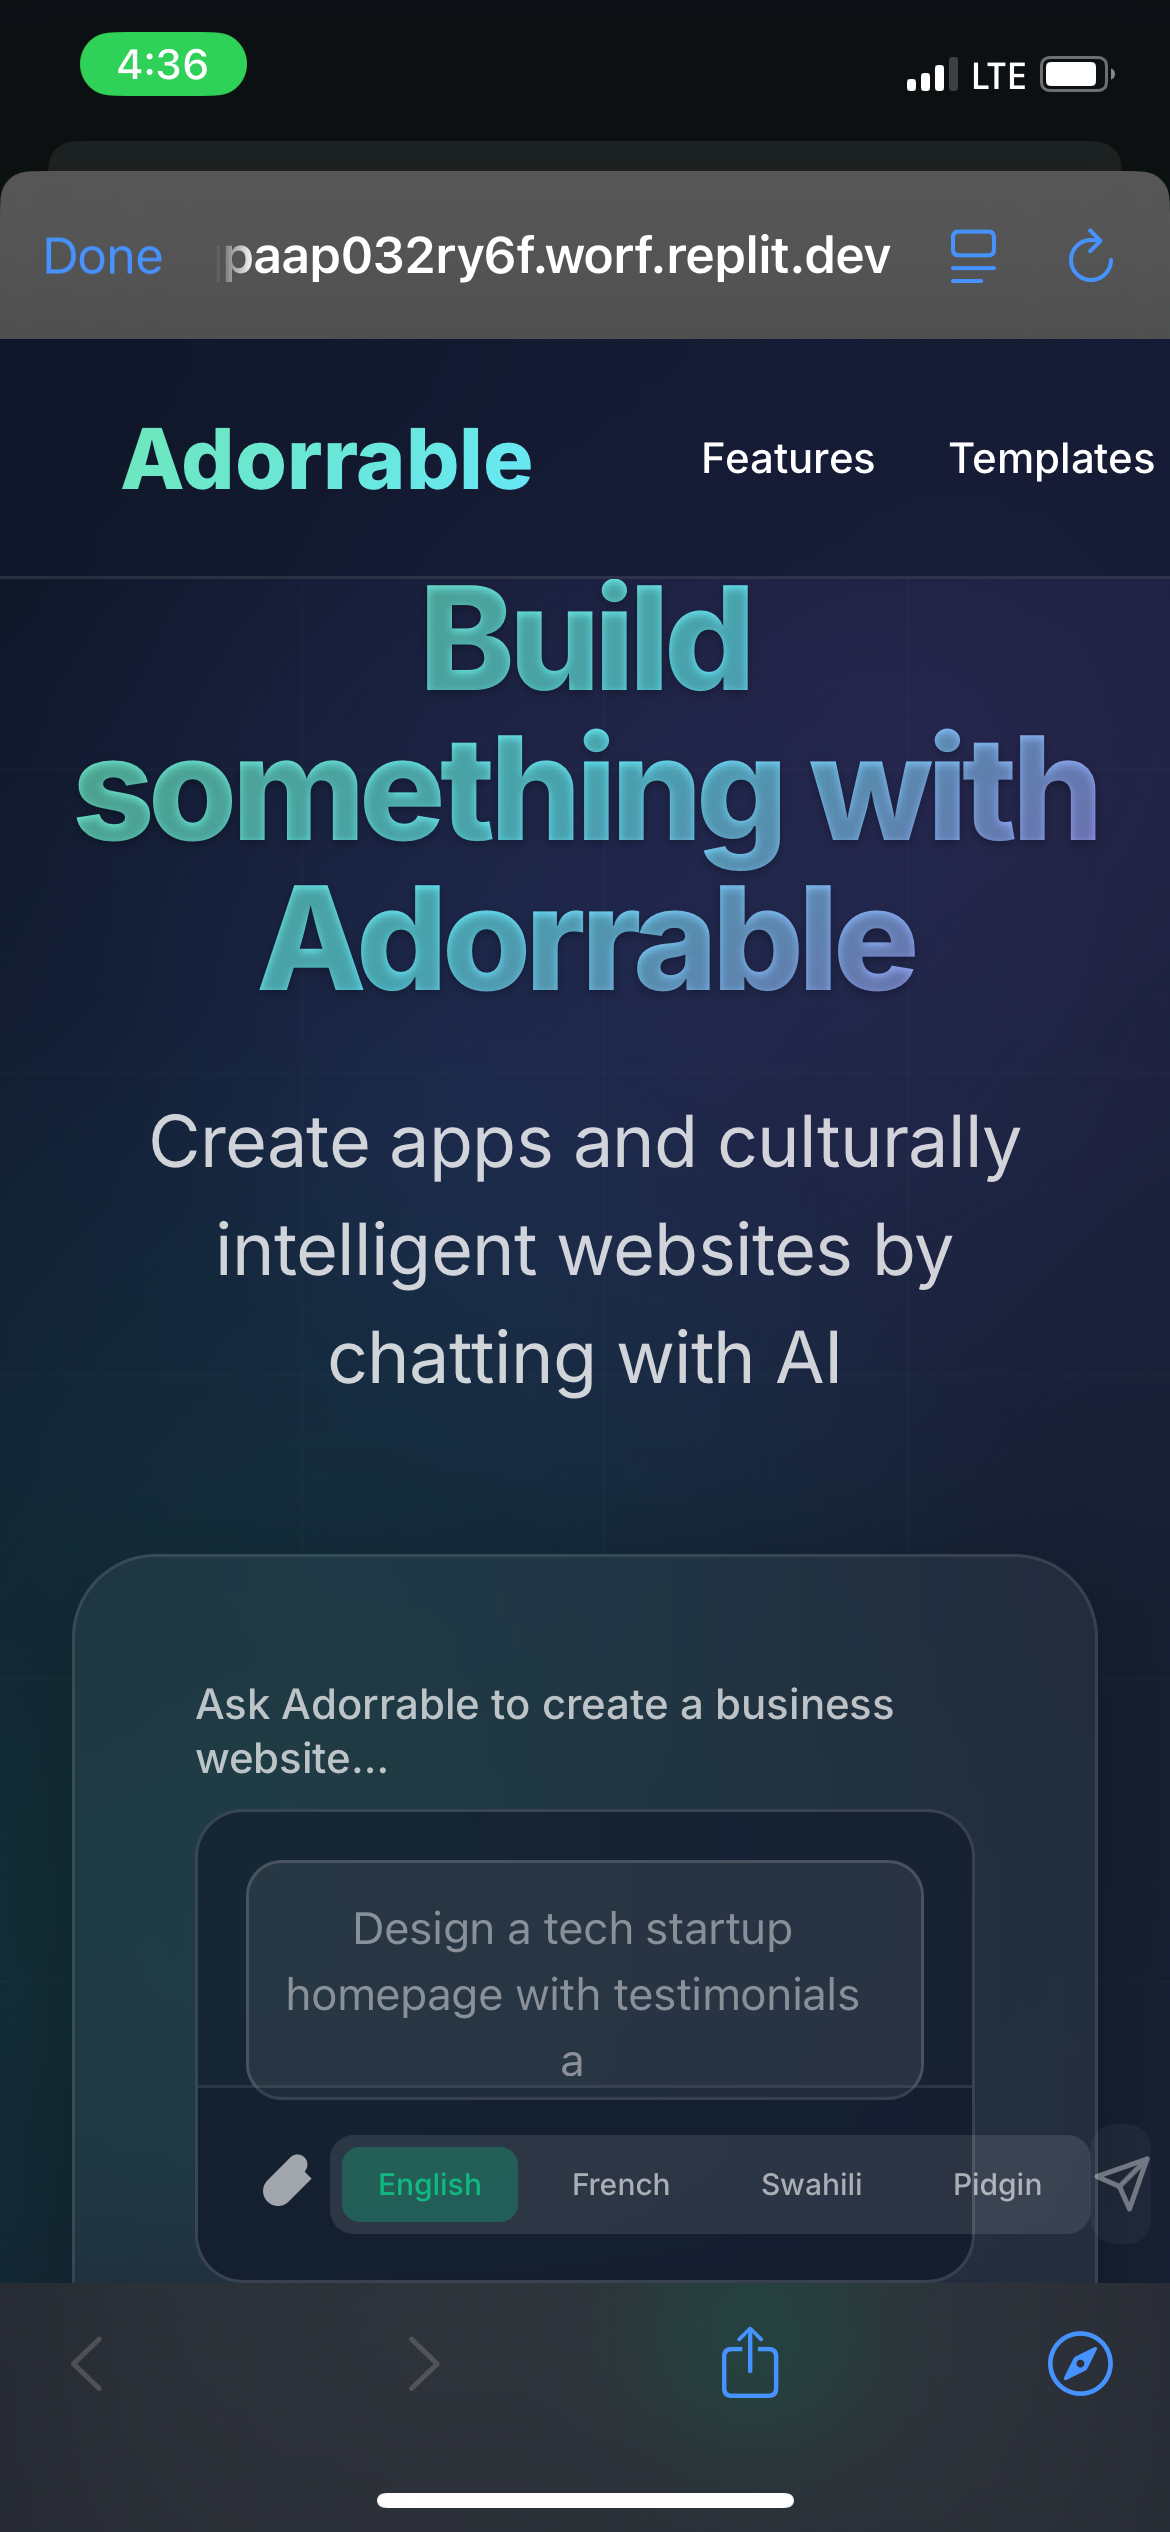 4:36
LTE
Done
paap032ry6f.worf.replit.dev
Adorrable
Features
Templates
Build
something with
Adorrable
Create apps and culturally
intelligent websites by
chatting with AI
Ask Adorrable to create a business
website...
Design a tech startup
homepage with testimonials
a
English
French
Swahili
Pidgin